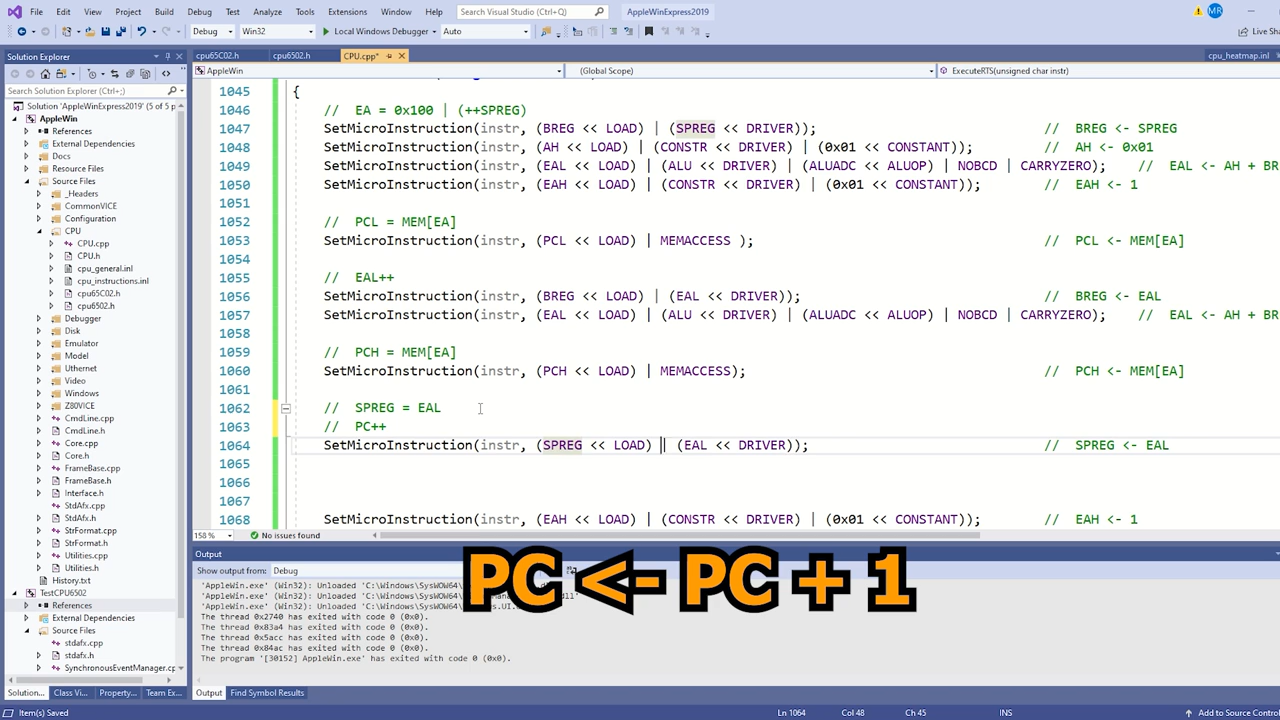 File Edit View Project Build Debug Test Analyze Tools Extensions Window Help Search Visual Studio (Ctrl+Q) AppleWinExpress2019 MR
Debug Win32 Local Windows Debugger Auto Live Sha
Solution Explorer
cpu65C02.h cpu6502.h CPU.cpp* cpu_heatmap.inl
AppleWin (Global Scope) ExecuteRTS(unsigned char instr)
Search Solution Explorer (Ctrl+;)
Solution 'AppleWinExpress2019' (5 of 5 p
AppleWin
References
External Dependencies
Docs
Resource Files
Source Files
_Headers
CommonVICE
Configuration
CPU
CPU.cpp
CPU.h
cpu_general.inl
cpu_instructions.inl
cpu65C02.h
cpu6502.h
Debugger
Disk
Emulator
Model
Uthernet
Video
Windows
Z80VICE
CmdLine.cpp
CmdLine.h
Core.cpp
Core.h
FrameBase.cpp
FrameBase.h
Interface.h
StdAfx.cpp
StdAfx.h
StrFormat.cpp
StrFormat.h
Utilities.cpp
Utilities.h
History.txt
TestCPU6502
References
External Dependencies
Source Files
stdafx.cpp
stdafx.h
SynchronousEventManager.cp
Solution... Class Vi... Property... Team Ex...
1045 {
1046 // EA = 0x100 | (++SPREG)
1047 SetMicroInstruction(instr, (BREG << LOAD) | (SPREG << DRIVER)); // BREG <- SPREG
1048 SetMicroInstruction(instr, (AH << LOAD) | (CONSTR << DRIVER) | (0x01 << CONSTANT)); // AH <- 0x01
1049 SetMicroInstruction(instr, (EAL << LOAD) | (ALU << DRIVER) | (ALUADC << ALUOP) | NOBCD | CARRYZERO); // EAL <- AH + BR
1050 SetMicroInstruction(instr, (EAH << LOAD) | (CONSTR << DRIVER) | (0x01 << CONSTANT)); // EAH <- 1
1051
1052 // PCL = MEM[EA]
1053 SetMicroInstruction(instr, (PCL << LOAD) | MEMACCESS ); // PCL <- MEM[EA]
1054
1055 // EAL++
1056 SetMicroInstruction(instr, (BREG << LOAD) | (EAL << DRIVER)); // BREG <- EAL
1057 SetMicroInstruction(instr, (EAL << LOAD) | (ALU << DRIVER) | (ALUADC << ALUOP) | NOBCD | CARRYZERO); // EAL <- AH + BR
1058
1059 // PCH = MEM[EA]
1060 SetMicroInstruction(instr, (PCH << LOAD) | MEMACCESS); // PCH <- MEM[EA]
1061
1062 // SPREG = EAL
1063 // PC++
1064 SetMicroInstruction(instr, (SPREG << LOAD) | | (EAL << DRIVER)); // SPREG <- EAL
1065
1066
1067
1068 SetMicroInstruction(instr, (EAH << LOAD) | (CONSTR << DRIVER) | (0x01 << CONSTANT)); // EAH <- 1
158 % No issues found
Output
Show output from: Debug
PC <- PC + 1
'AppleWin.exe' (Win32): Unloaded 'C:\Windows\SysWOW64\
'AppleWin.exe' (Win32): Unloaded 'C:\Windows\SysWOW64\
'AppleWin.exe' (Win32): Unloaded 'C:\Windows\SysWOW64\
The thread 0x2740 has exited with code 0 (0x0).
The thread 0x83a4 has exited with code 0 (0x0).
The thread 0x5acc has exited with code 0 (0x0).
The thread 0x84ac has exited with code 0 (0x0).
The program '[30152] AppleWin.exe' has exited with code 0 (0x0).
Output Find Symbol Results
Item(s) Saved Ln 1064 Col 48 Ch 45 INS Add to Source Control